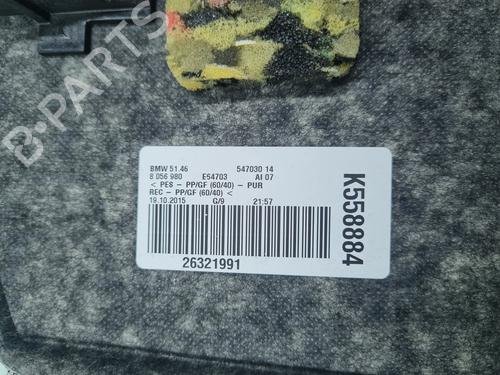 B-PARTS
BMW 51.46 547030 14
8 056 980 E54703 AI 07
< PES - PP/GF (60/40) - PUR
REC - PP/GF (60/40) <
19.10.2015 G/9 21:57
26321991
K558884